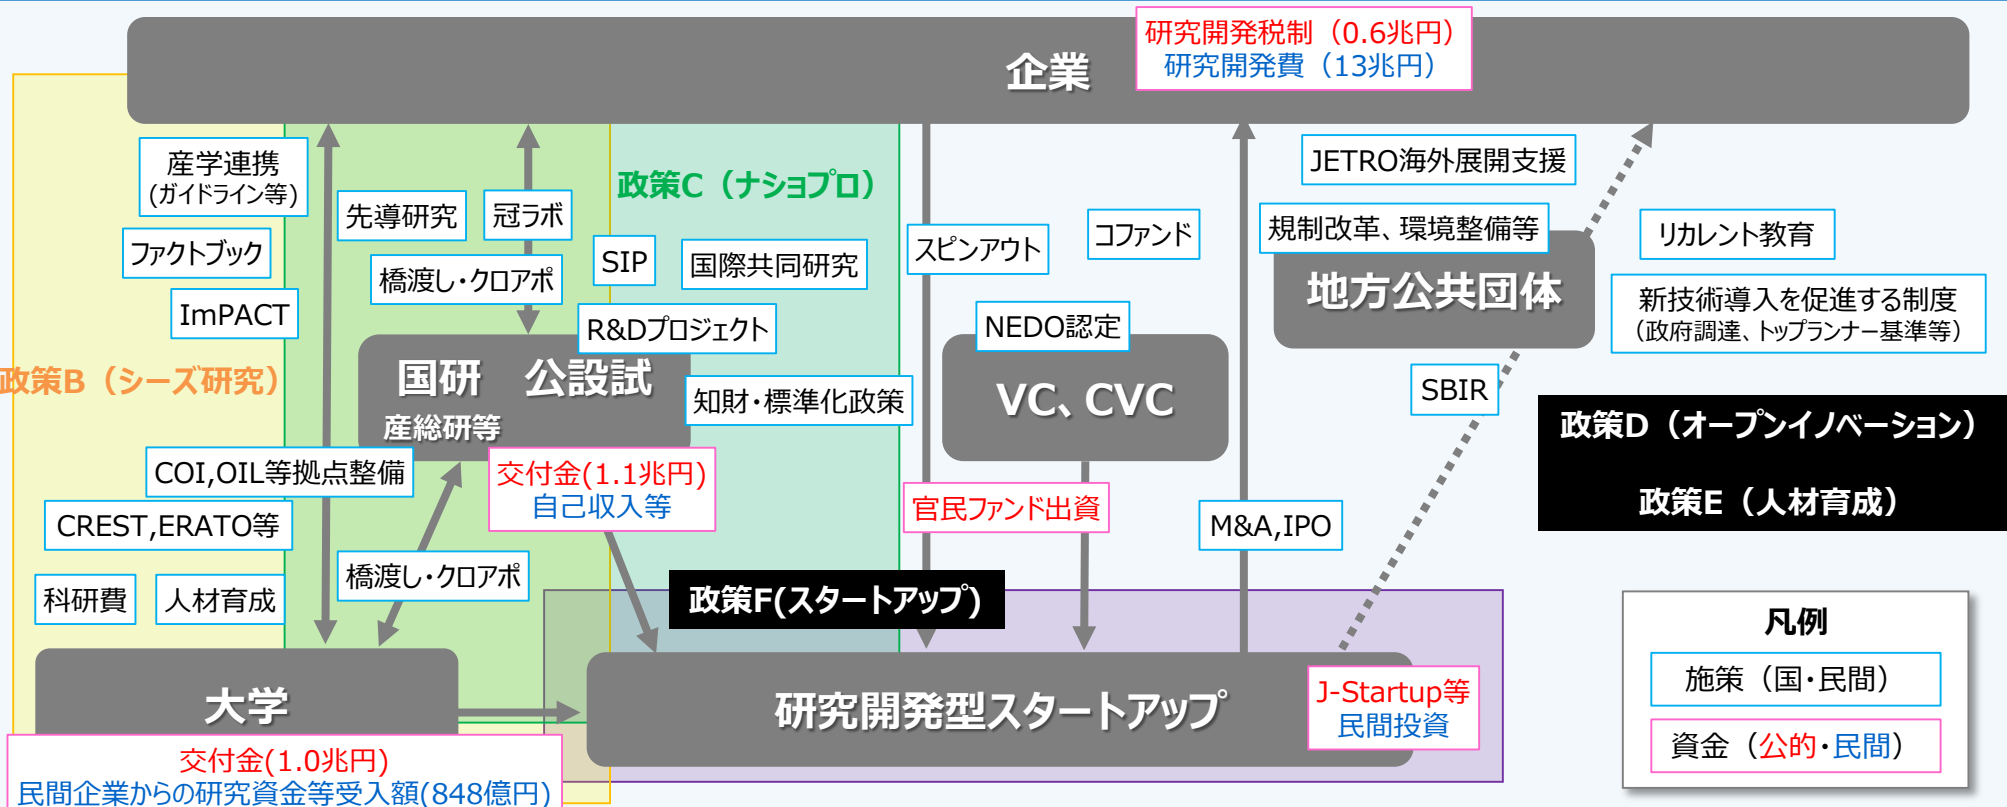 企業
研究開発税制（0.6兆円）
研究開発費（13兆円）
産学連携
(ガイドライン等)
ファクトブック
ImPACT
政策B（シーズ研究）
先導研究
冠ラボ
橋渡し・クロアポ
政策C（ナショプロ）
SIP
国際共同研究
R&Dプロジェクト
国研 公設試
産総研等
知財・標準化政策
スピンアウト
コファンド
NEDO認定
VC、CVC
JETRO海外展開支援
規制改革、環境整備等
地方公共団体
リカレント教育
新技術導入を促進する制度
（政府調達、トップランナー基準等）
SBIR
政策D（オープンイノベーション）
政策E（人材育成）
COI,OIL等拠点整備
CREST,ERATO等
科研費
人材育成
橋渡し・クロアポ
交付金(1.1兆円)
自己収入等
官民ファンド出資
M&A,IPO
政策F(スタートアップ)
大学
交付金(1.0兆円)
民間企業からの研究資金等受入額(848億円)
研究開発型スタートアップ
J-Startup等
民間投資
凡例
施策（国・民間）
資金（公的・民間）